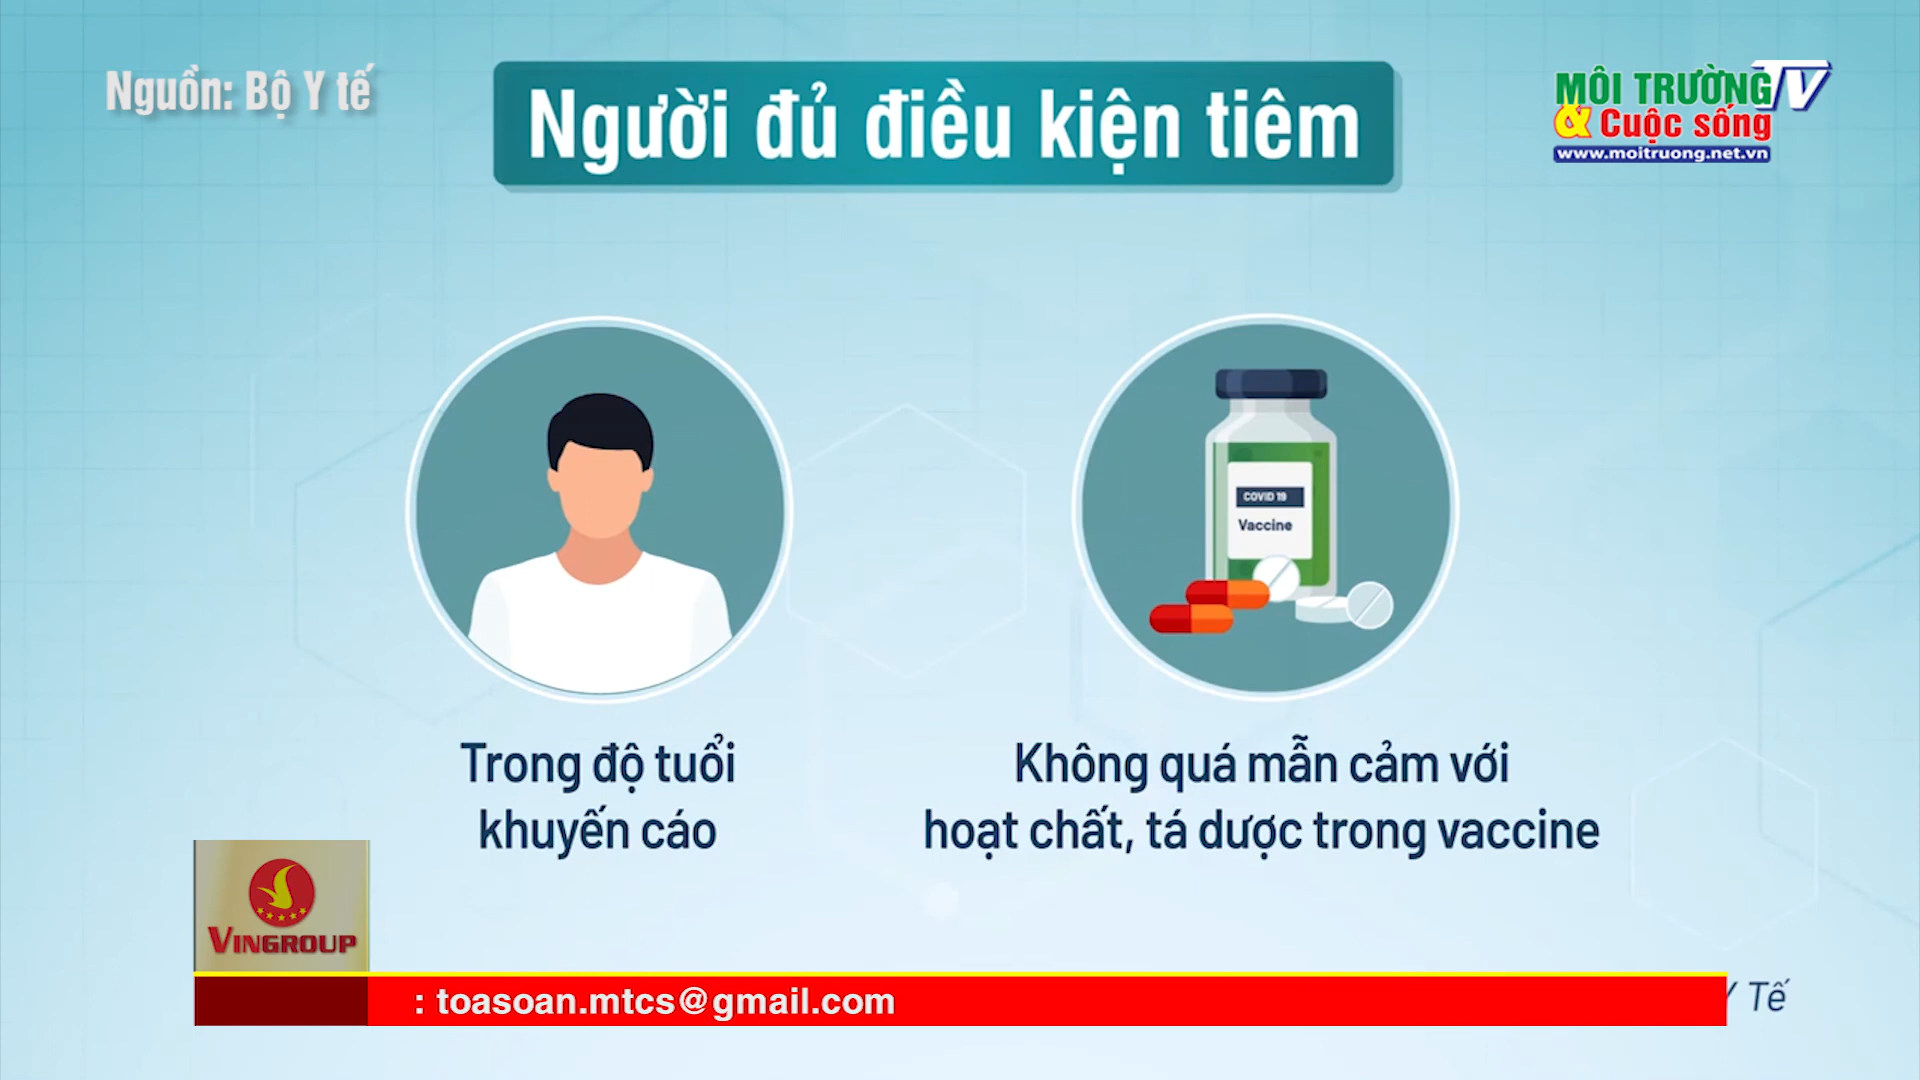 Nguồn: Bộ Y tế
Người đủ điều kiện tiêm
MÔI TRƯỜNG TV
& Cuộc sống
www.moitruong.net.vn
COVID 19
Vaccine
Trong độ tuổi
khuyến cáo
Không quá mẫn cảm với
hoạt chất, tá dược trong vaccine
VINGROUP
: toasoan.mtcs@gmail.com
Tế